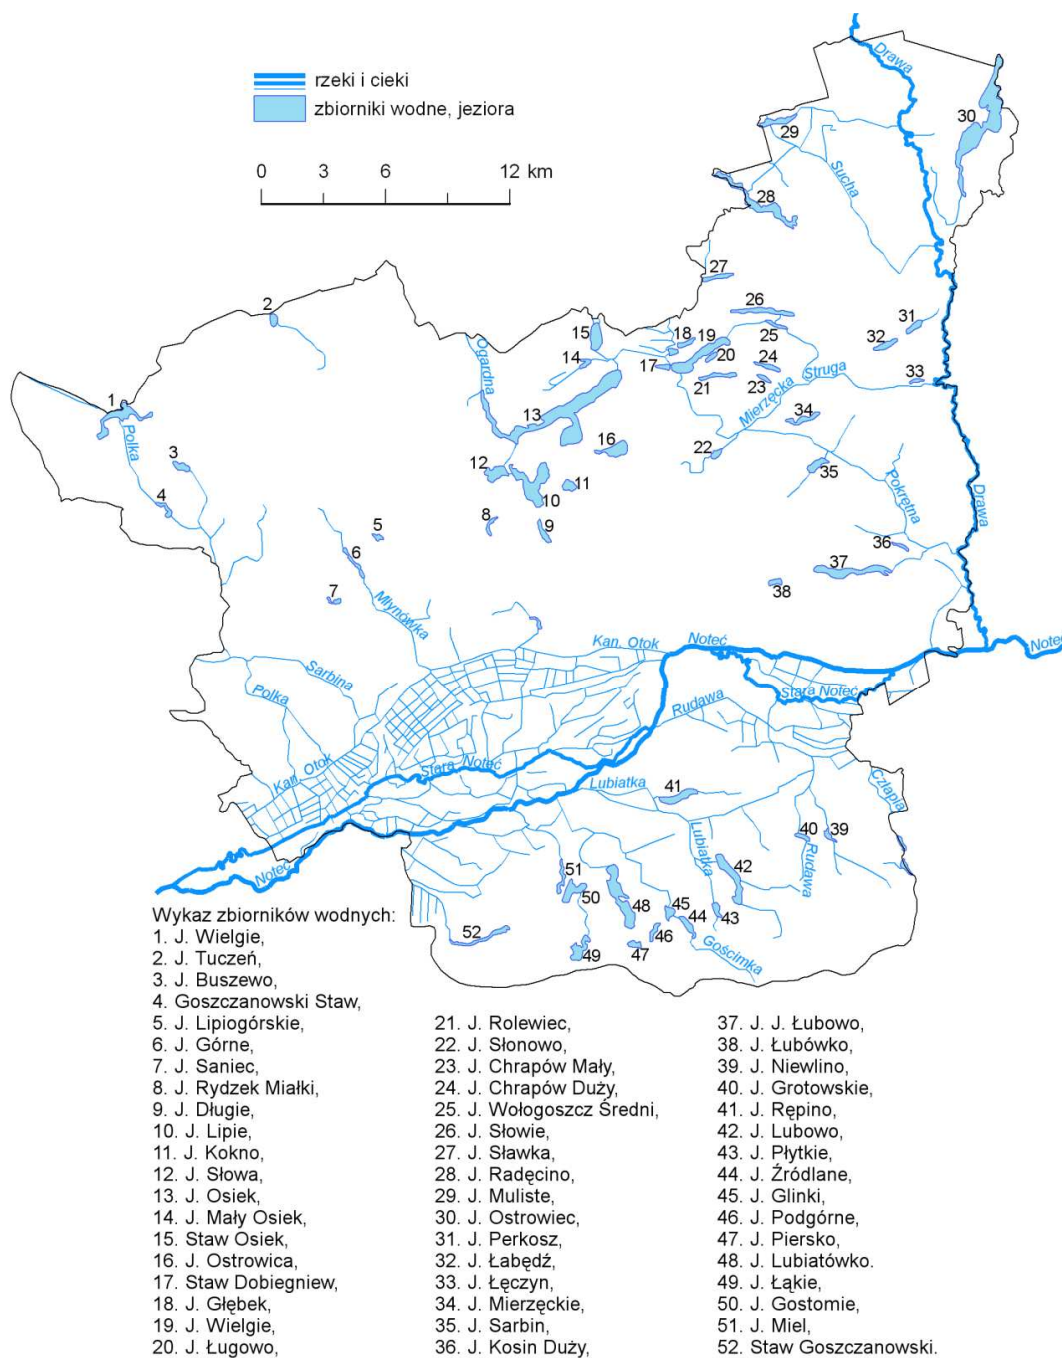 Drawa
rzeki i cieki
zbiorniki wodne, jeziora
30
29
0 3 6 12 km
Sucha
28
27
2
26
31
15
18
19
25
32
Ogardna
20
24
14
17
33
21
23
Struga
Mierzęcka
1
13
34
Polka
16
22
3
12
35
11
Pokrętna
4
10
8
9
5
Drawa
36
6
37
38
7
Młynówka
Kan. Otok
Noteć
Noteć
Sarbina
Polka
Stara Noteć
Rudawa
Kan. Otok
Stara Noteć
Człapia
Lubiatka
41
Lubiatka
40
39
Rudawa
Noteć
51
42
50
48
45
43
44
52
46
49
47
Gościmka
Wykaz zbiorników wodnych:
1. J. Wielgie,
2. J. Tuczeń,
3. J. Buszewo,
4. Goszczanowski Staw,
5. J. Lipiogórskie,
6. J. Górne,
7. J. Saniec,
8. J. Rydzek Miałki,
9. J. Długie,
10. J. Lipie,
11. J. Kokno,
12. J. Słowa,
13. J. Osiek,
14. J. Mały Osiek,
15. Staw Osiek,
16. J. Ostrowica,
17. Staw Dobiegniew,
18. J. Głębek,
19. J. Wielgie,
20. J. Ługowo,
21. J. Rolewiec,
22. J. Słonowo,
23. J. Chrapów Mały,
24. J. Chrapów Duży,
25. J. Wołogoszcz Średni,
26. J. Słowie,
27. J. Sławka,
28. J. Radęcino,
29. J. Muliste,
30. J. Ostrowiec,
31. J. Perkosz,
32. J. Łabędź,
33. J. Łęczyn,
34. J. Mierzęckie,
35. J. Sarbin,
36. J. Kosin Duży,
37. J. J. Łubowo,
38. J. Łubówko,
39. J. Niewlino,
40. J. Grotowskie,
41. J. Rępino,
42. J. Lubowo,
43. J. Płytkie,
44. J. Źródlane,
45. J. Glinki,
46. J. Podgórne,
47. J. Piersko,
48. J. Lubiatówko.
49. J. Łąkie,
50. J. Gostomie,
51. J. Miel,
52. Staw Goszczanowski.